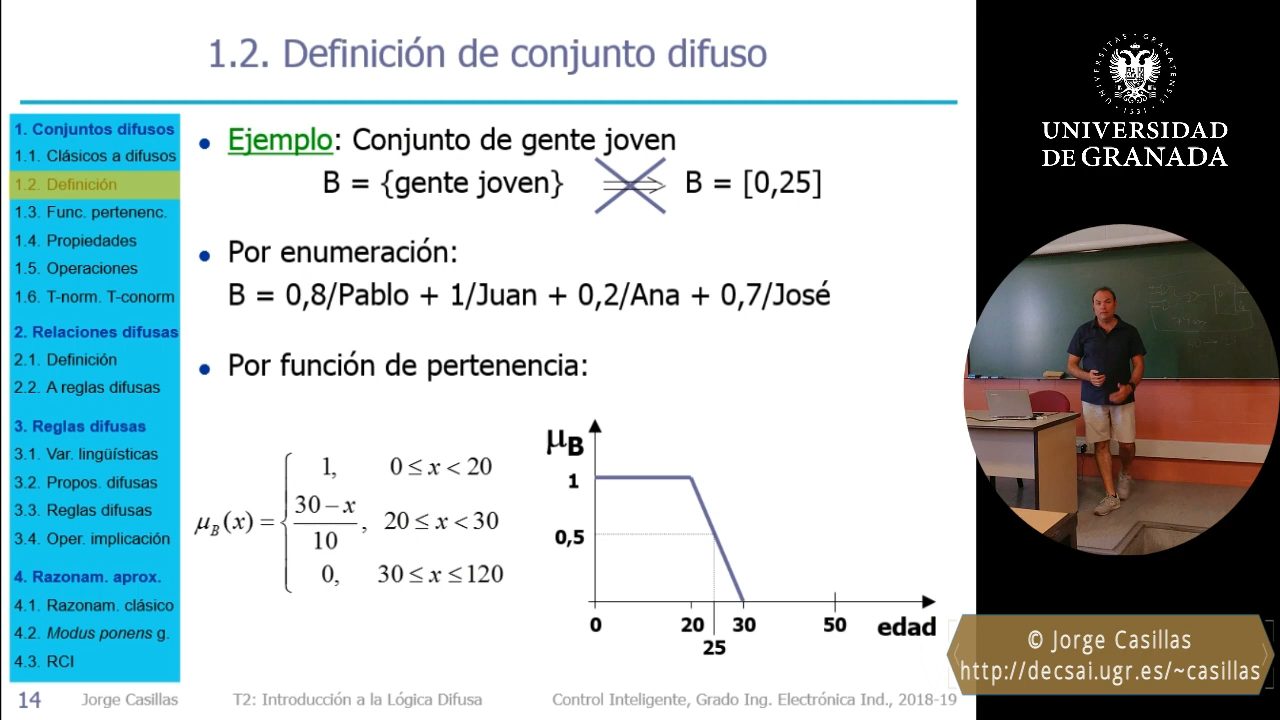 1.2. Definición de conjunto difuso
1. Conjuntos difusos
1.1. Clásicos a difusos
1.2. Definición
1.3. Func. pertenenc.
1.4. Propiedades
1.5. Operaciones
1.6. T-norm. T-conorm
2. Relaciones difusas
2.1. Definición
2.2. A reglas difusas
3. Reglas difusas
3.1. Var. lingüísticas
3.2. Propos. difusas
3.3. Reglas difusas
3.4. Oper. implicación
4. Razonam. aprox.
4.1. Razonam. clásico
4.2. Modus ponens g.
4.3. RCI
• Ejemplo: Conjunto de gente joven
B = {gente joven} ⟹ B = [0,25]
• Por enumeración:
B = 0,8/Pablo + 1/Juan + 0,2/Ana + 0,7/José
• Por función de pertenencia:
μB(x) = {
1, 0 ≤ x < 20
30 − x
10 , 20 ≤ x < 30
0, 30 ≤ x ≤ 120
μB
1
0,5
0 20 30 50 edad
25
14 Jorge Casillas T2: Introducción a la Lógica Difusa Control Inteligente, Grado Ing. Electrónica Ind., 2018-19
UNIVERSITAS GRANATENSIS
1531
UNIVERSIDAD
DE GRANADA
© Jorge Casillas
http://decsai.ugr.es/~casillas